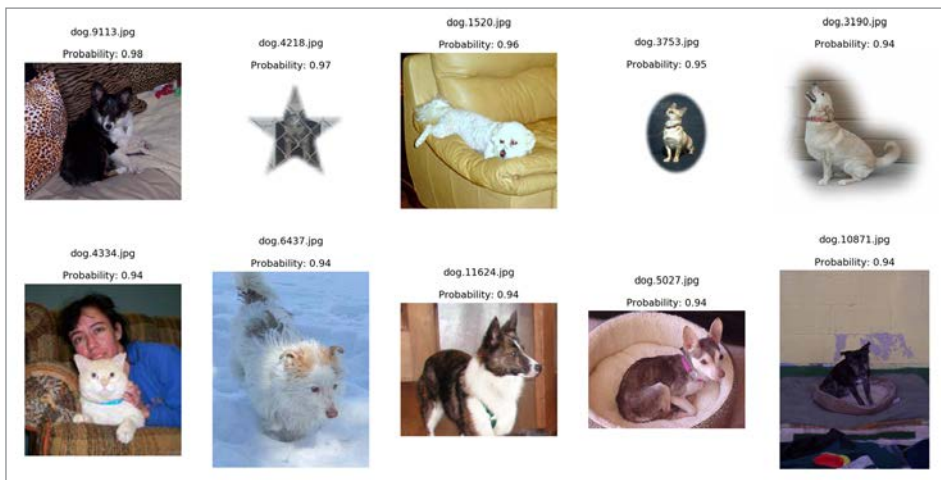 dog.9113.jpg
Probability: 0.98
dog.4218.jpg
Probability: 0.97
dog.1520.jpg
Probability: 0.96
dog.3753.jpg
Probability: 0.95
dog.3190.jpg
Probability: 0.94
dog.4334.jpg
Probability: 0.94
dog.6437.jpg
Probability: 0.94
dog.11624.jpg
Probability: 0.94
dog.5027.jpg
Probability: 0.94
dog.10871.jpg
Probability: 0.94